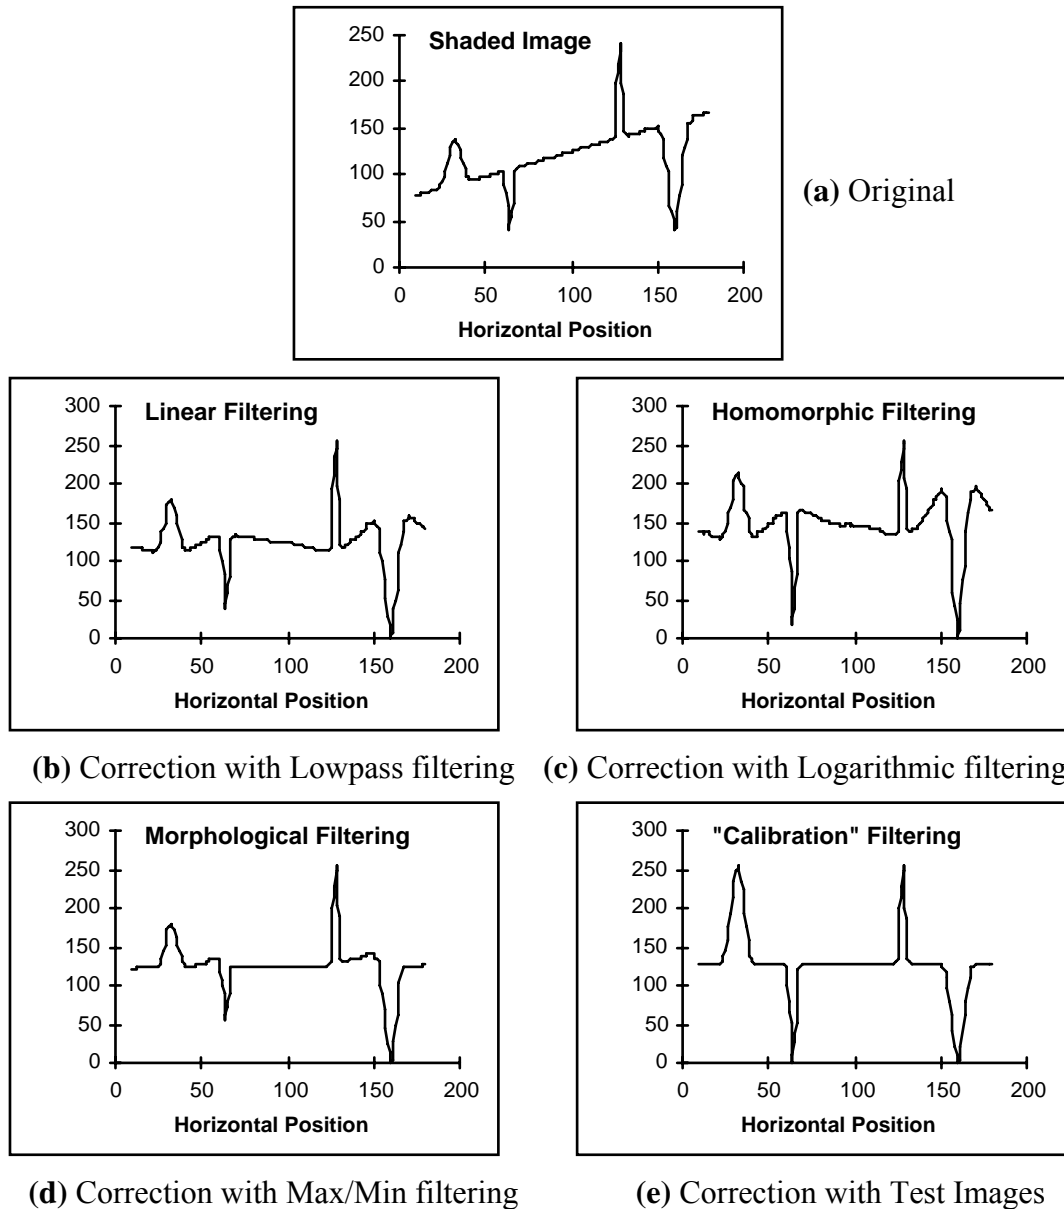 Shaded Image
250
200
150
100
50
0
0 50 100 150 200
Horizontal Position
(a) Original
Linear Filtering
300
250
200
150
100
50
0
0 50 100 150 200
Horizontal Position
(b) Correction with Lowpass filtering
Homomorphic Filtering
300
250
200
150
100
50
0
0 50 100 150 200
Horizontal Position
(c) Correction with Logarithmic filtering
Morphological Filtering
300
250
200
150
100
50
0
0 50 100 150 200
Horizontal Position
(d) Correction with Max/Min filtering
"Calibration" Filtering
300
250
200
150
100
50
0
0 50 100 150 200
Horizontal Position
(e) Correction with Test Images